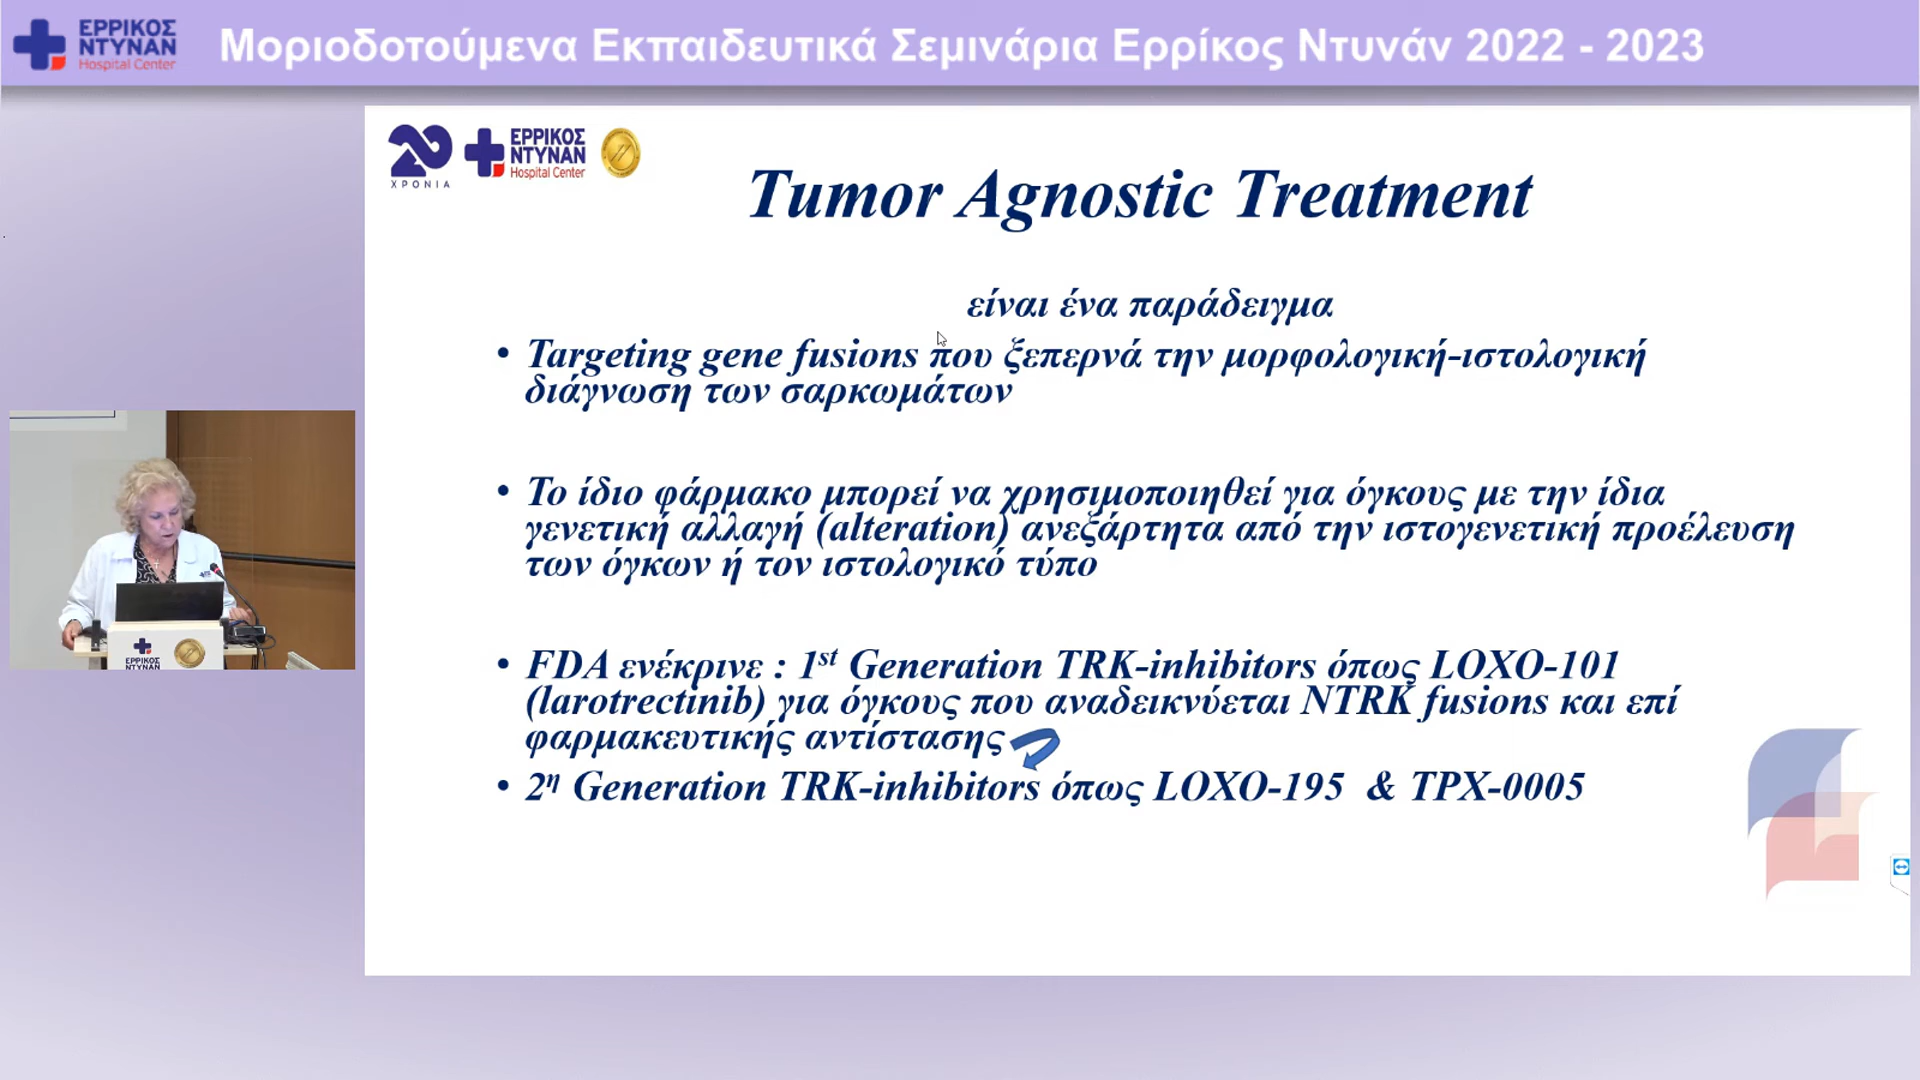 ΕΡΡΙΚΟΣ
ΝΤΥΝΑΝ
Hospital Center
Μοριοδοτούμενα Εκπαιδευτικά Σεμινάρια Ερρίκος Ντυνάν 2022 - 2023
20
ΧΡΟΝΙΑ
ΕΡΡΙΚΟΣ
ΝΤΥΝΑΝ
Hospital Center
Tumor Agnostic Treatment
είναι ένα παράδειγμα
• Targeting gene fusions που ξεπερνά την μορφολογική-ιστολογική
διάγνωση των σαρκωμάτων
• Το ίδιο φάρμακο μπορεί να χρησιμοποιηθεί για όγκους με την ίδια
γενετική αλλαγή (alteration) ανεξάρτητα από την ιστογενετική προέλευση
των όγκων ή τον ιστολογικό τύπο
• FDA ενέκρινε : 1st Generation TRK-inhibitors όπως LOXO-101
(larotrectinib) για όγκους που αναδεικνύεται NTRK fusions και επί
φαρμακευτικής αντίστασης
• 2η Generation TRK-inhibitors όπως LOXO-195 & TPX-0005
ΕΡΡΙΚΟΣ
ΝΤΥΝΑΝ